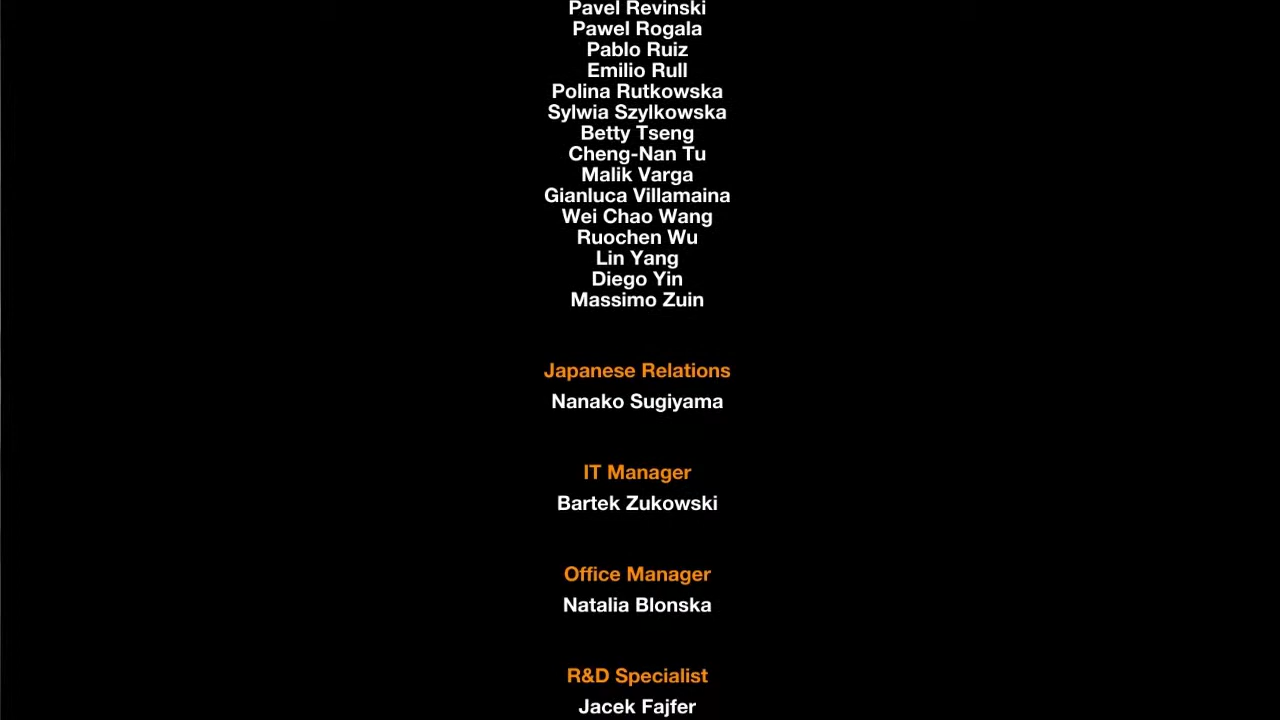 Pavel Revinski
Pawel Rogala
Pablo Ruiz
Emilio Rull
Polina Rutkowska
Sylwia Szylkowska
Betty Tseng
Cheng-Nan Tu
Malik Varga
Gianluca Villamaina
Wei Chao Wang
Ruochen Wu
Lin Yang
Diego Yin
Massimo Zuin
Japanese Relations
Nanako Sugiyama
IT Manager
Bartek Zukowski
Office Manager
Natalia Blonska
R&D Specialist
Jacek Fajfer